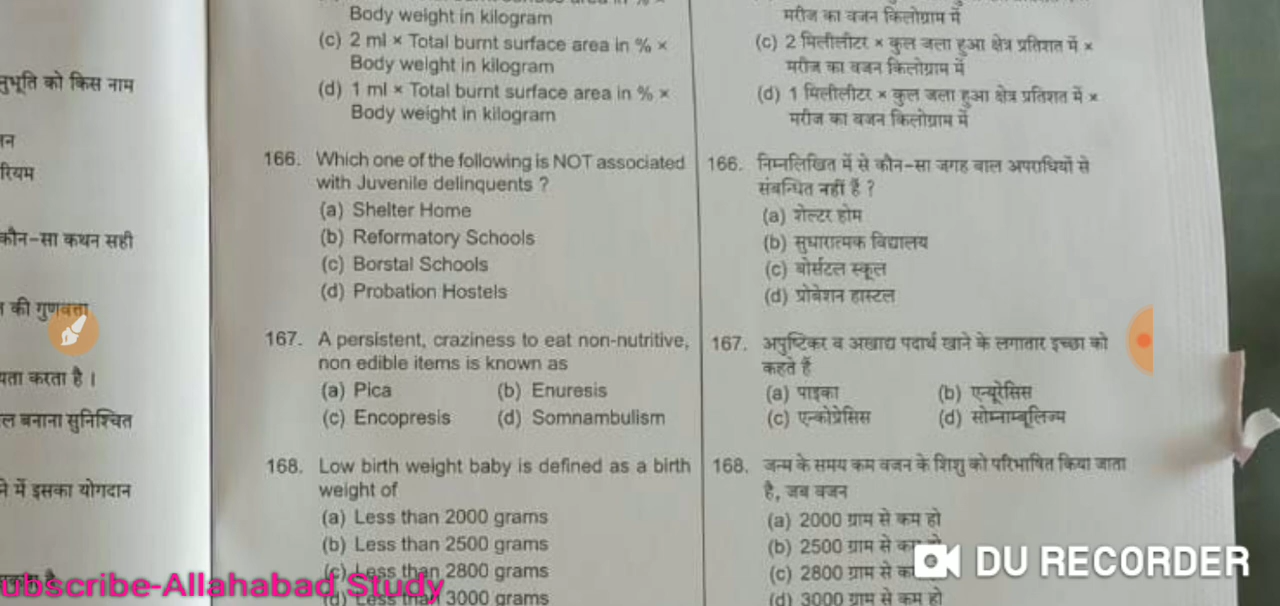 नुभूति को किस नाम
रियम
कौन-सा कथन सही
की गुणवत्ता
यता करता है ।
ल बनाना सुनिश्चित
ने में इसका योगदान
Body weight in kilogram
(c) 2 ml × Total burnt surface area in % ×
Body weight in kilogram
(d) 1 ml × Total burnt surface area in % ×
Body weight in kilogram
166. Which one of the following is NOT associated
with Juvenile delinquents ?
(a) Shelter Home
(b) Reformatory Schools
(c) Borstal Schools
(d) Probation Hostels
167. A persistent, craziness to eat non-nutritive,
non edible items is known as
(a) Pica (b) Enuresis
(c) Encopresis (d) Somnambulism
168. Low birth weight baby is defined as a birth
weight of
(a) Less than 2000 grams
(b) Less than 2500 grams
(c) Less than 2800 grams
(d) Less than 3000 grams
मरीज का वजन किलोग्राम में
(c) 2 मिलीलीटर × कुल जला हुआ क्षेत्र प्रतिशत में ×
मरीज का वजन किलोग्राम में
(d) 1 मिलीलीटर × कुल जला हुआ क्षेत्र प्रतिशत में ×
मरीज का वजन किलोग्राम में
166. निम्नलिखित में से कौन-सा जगह बाल अपराधियों से
संबन्धित नहीं हैं ?
(a) शेल्टर होम
(b) सुधारात्मक विद्यालय
(c) बोर्सटल स्कूल
(d) प्रोबेशन हास्टल
167. अपुष्टिकर व अखाद्य पदार्थ खाने के लगातार इच्छा को
कहते हैं
(a) पाइका (b) एन्यूरेसिस
(c) एन्कोप्रेसिस (d) सोम्नाम्बूलिज्म
168. जन्म के समय कम वजन के शिशु को परिभाषित किया जाता
है, जब वजन
(a) 2000 ग्राम से कम हो
(b) 2500 ग्राम से
(c) 2800 ग्राम से
(d) 3000 ग्राम से कम हो
ubscribe-Allahabad Study
DU RECORDER